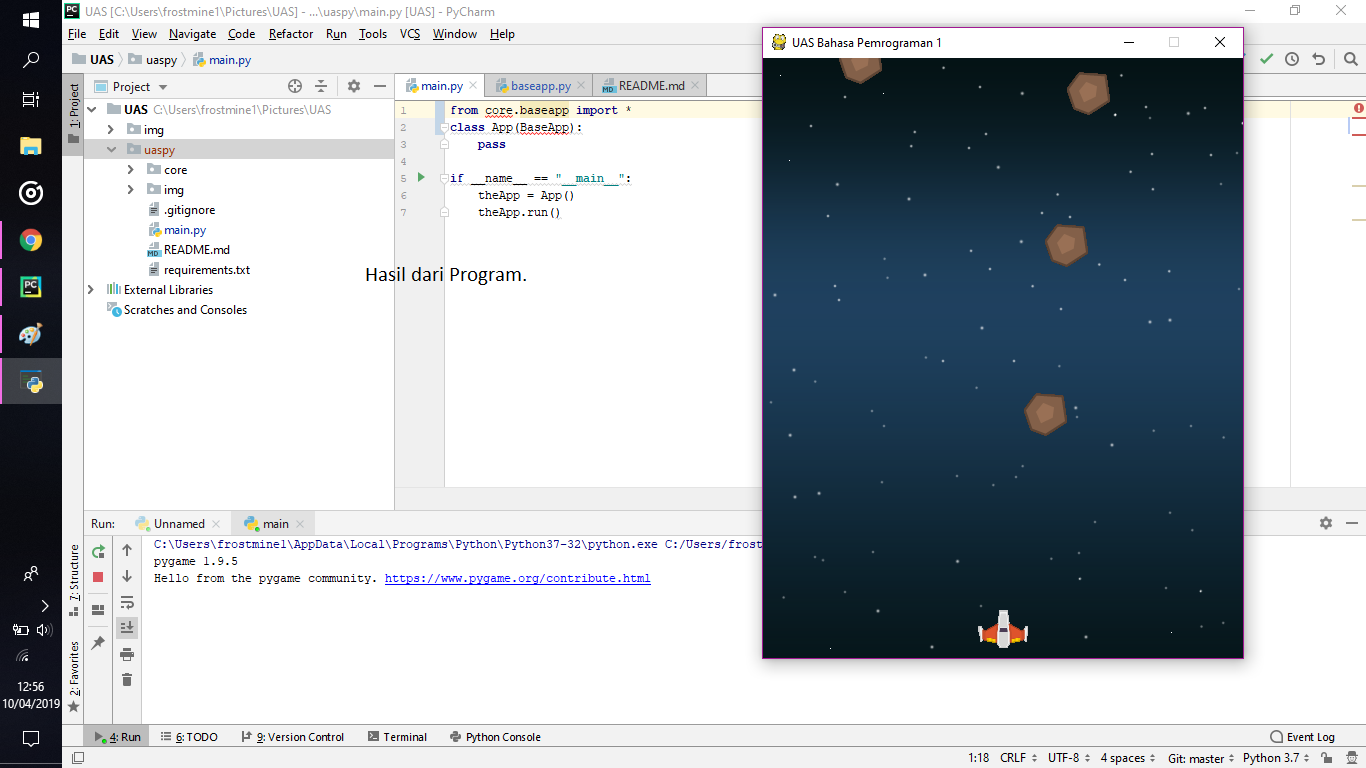 UAS [C:\Users\frostmine1\Pictures\UAS] - ...\uaspy\main.py [UAS] - PyCharm
File Edit View Navigate Code Refactor Run Tools VCS Window Help
UAS uaspy main.py
1: Project
Project
UAS C:\Users\frostmine1\Pictures\UAS
img
uaspy
core
img
.gitignore
main.py
README.md
requirements.txt
External Libraries
Scratches and Consoles
main.py baseapp.py README.md
1 from core.baseapp import *
2 class App(BaseApp):
3 pass
4
5 if __name__ == "__main__":
6 theApp = App()
7 theApp.run()
Hasil dari Program.
UAS Bahasa Pemrograman 1
Run: Unnamed main
C:\Users\frostmine1\AppData\Local\Programs\Python\Python37-32\python.exe C:/Users/frost
pygame 1.9.5
Hello from the pygame community. https://www.pygame.org/contribute.html
7: Structure
2: Favorites
4: Run 6: TODO 9: Version Control Terminal Python Console Event Log
1:18 CRLF UTF-8 4 spaces Git: master Python 3.7
12:56
10/04/2019